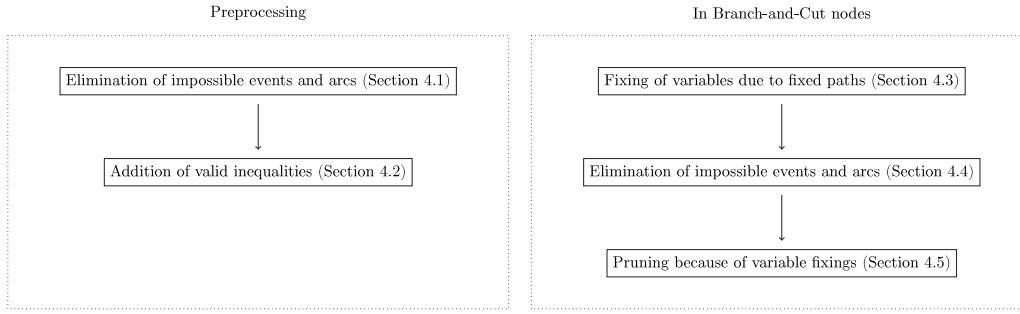 Preprocessing
Elimination of impossible events and arcs (Section 4.1)
Addition of valid inequalities (Section 4.2)
In Branch-and-Cut nodes
Fixing of variables due to fixed paths (Section 4.3)
Elimination of impossible events and arcs (Section 4.4)
Pruning because of variable fixings (Section 4.5)